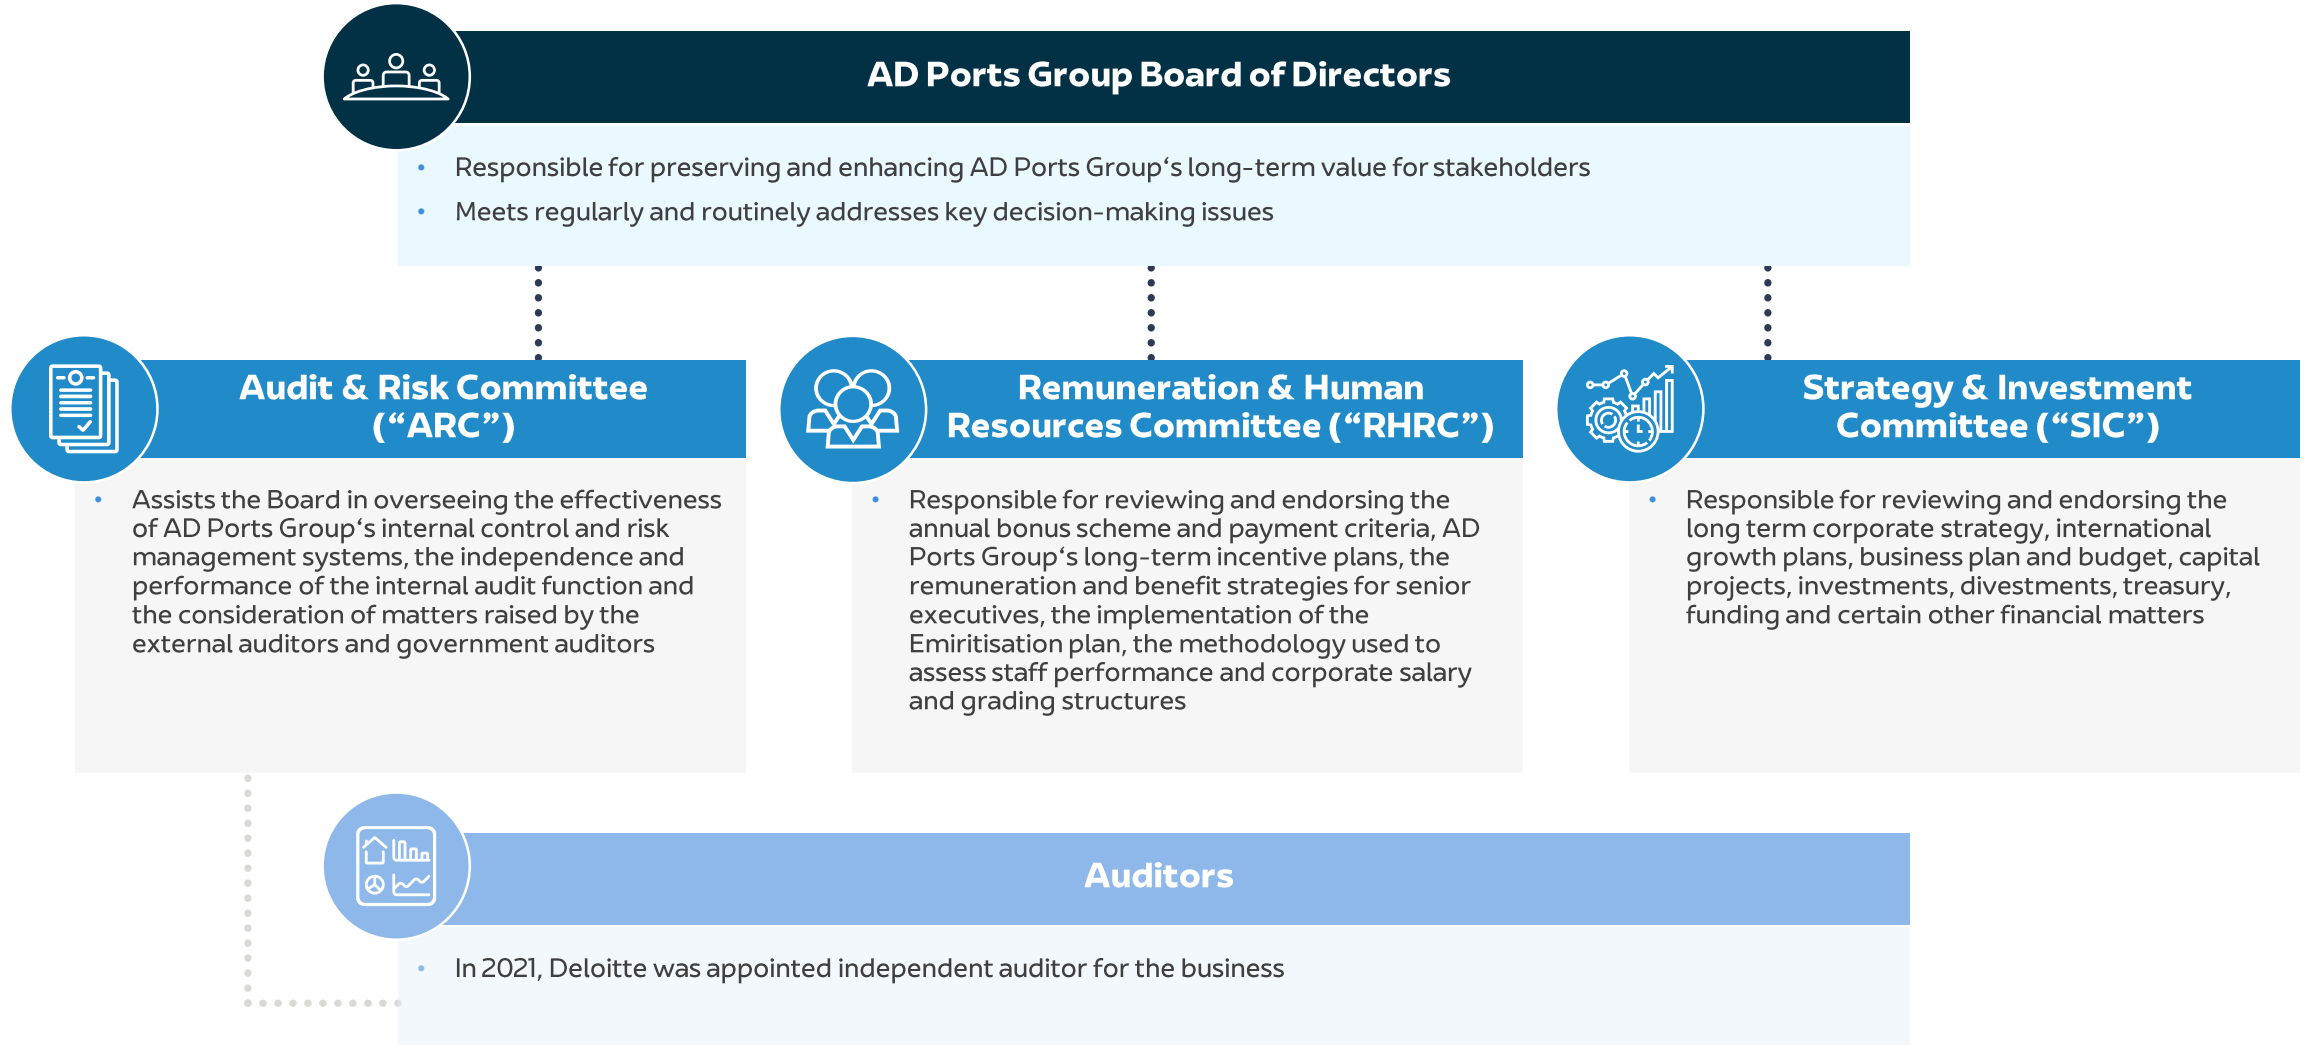 AD Ports Group Board of Directors
• Responsible for preserving and enhancing AD Ports Group‘s long-term value for stakeholders
• Meets regularly and routinely addresses key decision-making issues
Audit & Risk Committee
(“ARC”)
• Assists the Board in overseeing the effectiveness
of AD Ports Group‘s internal control and risk
management systems, the independence and
performance of the internal audit function and
the consideration of matters raised by the
external auditors and government auditors
Remuneration & Human
Resources Committee (“RHRC”)
• Responsible for reviewing and endorsing the
annual bonus scheme and payment criteria, AD
Ports Group‘s long-term incentive plans, the
remuneration and benefit strategies for senior
executives, the implementation of the
Emiritisation plan, the methodology used to
assess staff performance and corporate salary
and grading structures
Strategy & Investment
Committee (“SIC”)
• Responsible for reviewing and endorsing the
long term corporate strategy, international
growth plans, business plan and budget, capital
projects, investments, divestments, treasury,
funding and certain other financial matters
Auditors
• In 2021, Deloitte was appointed independent auditor for the business